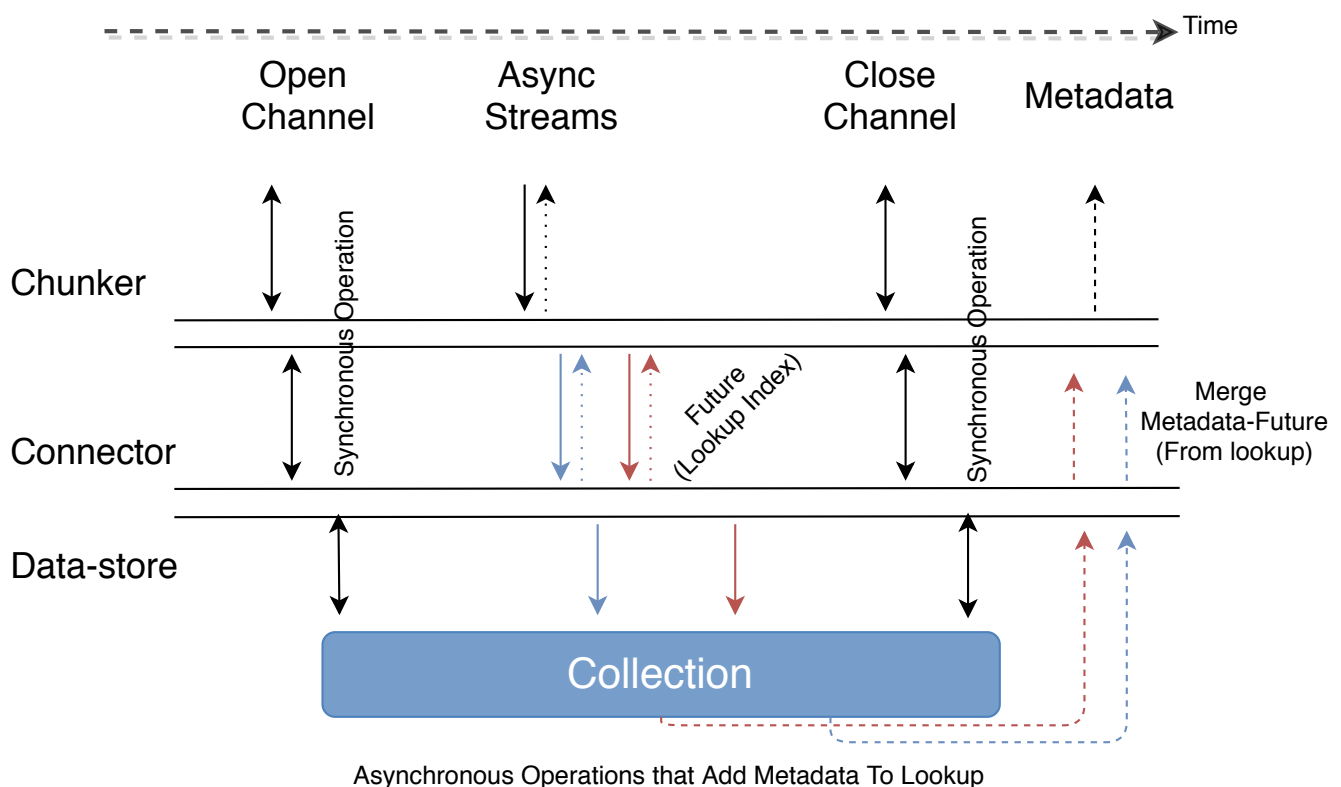 Time
Open
Channel
Async
Streams
Close
Channel
Metadata
Chunker
Synchronous Operation
Synchronous Operation
Connector
Future
(Lookup Index)
Merge
Metadata-Future
(From lookup)
Data-store
Collection
Asynchronous Operations that Add Metadata To Lookup